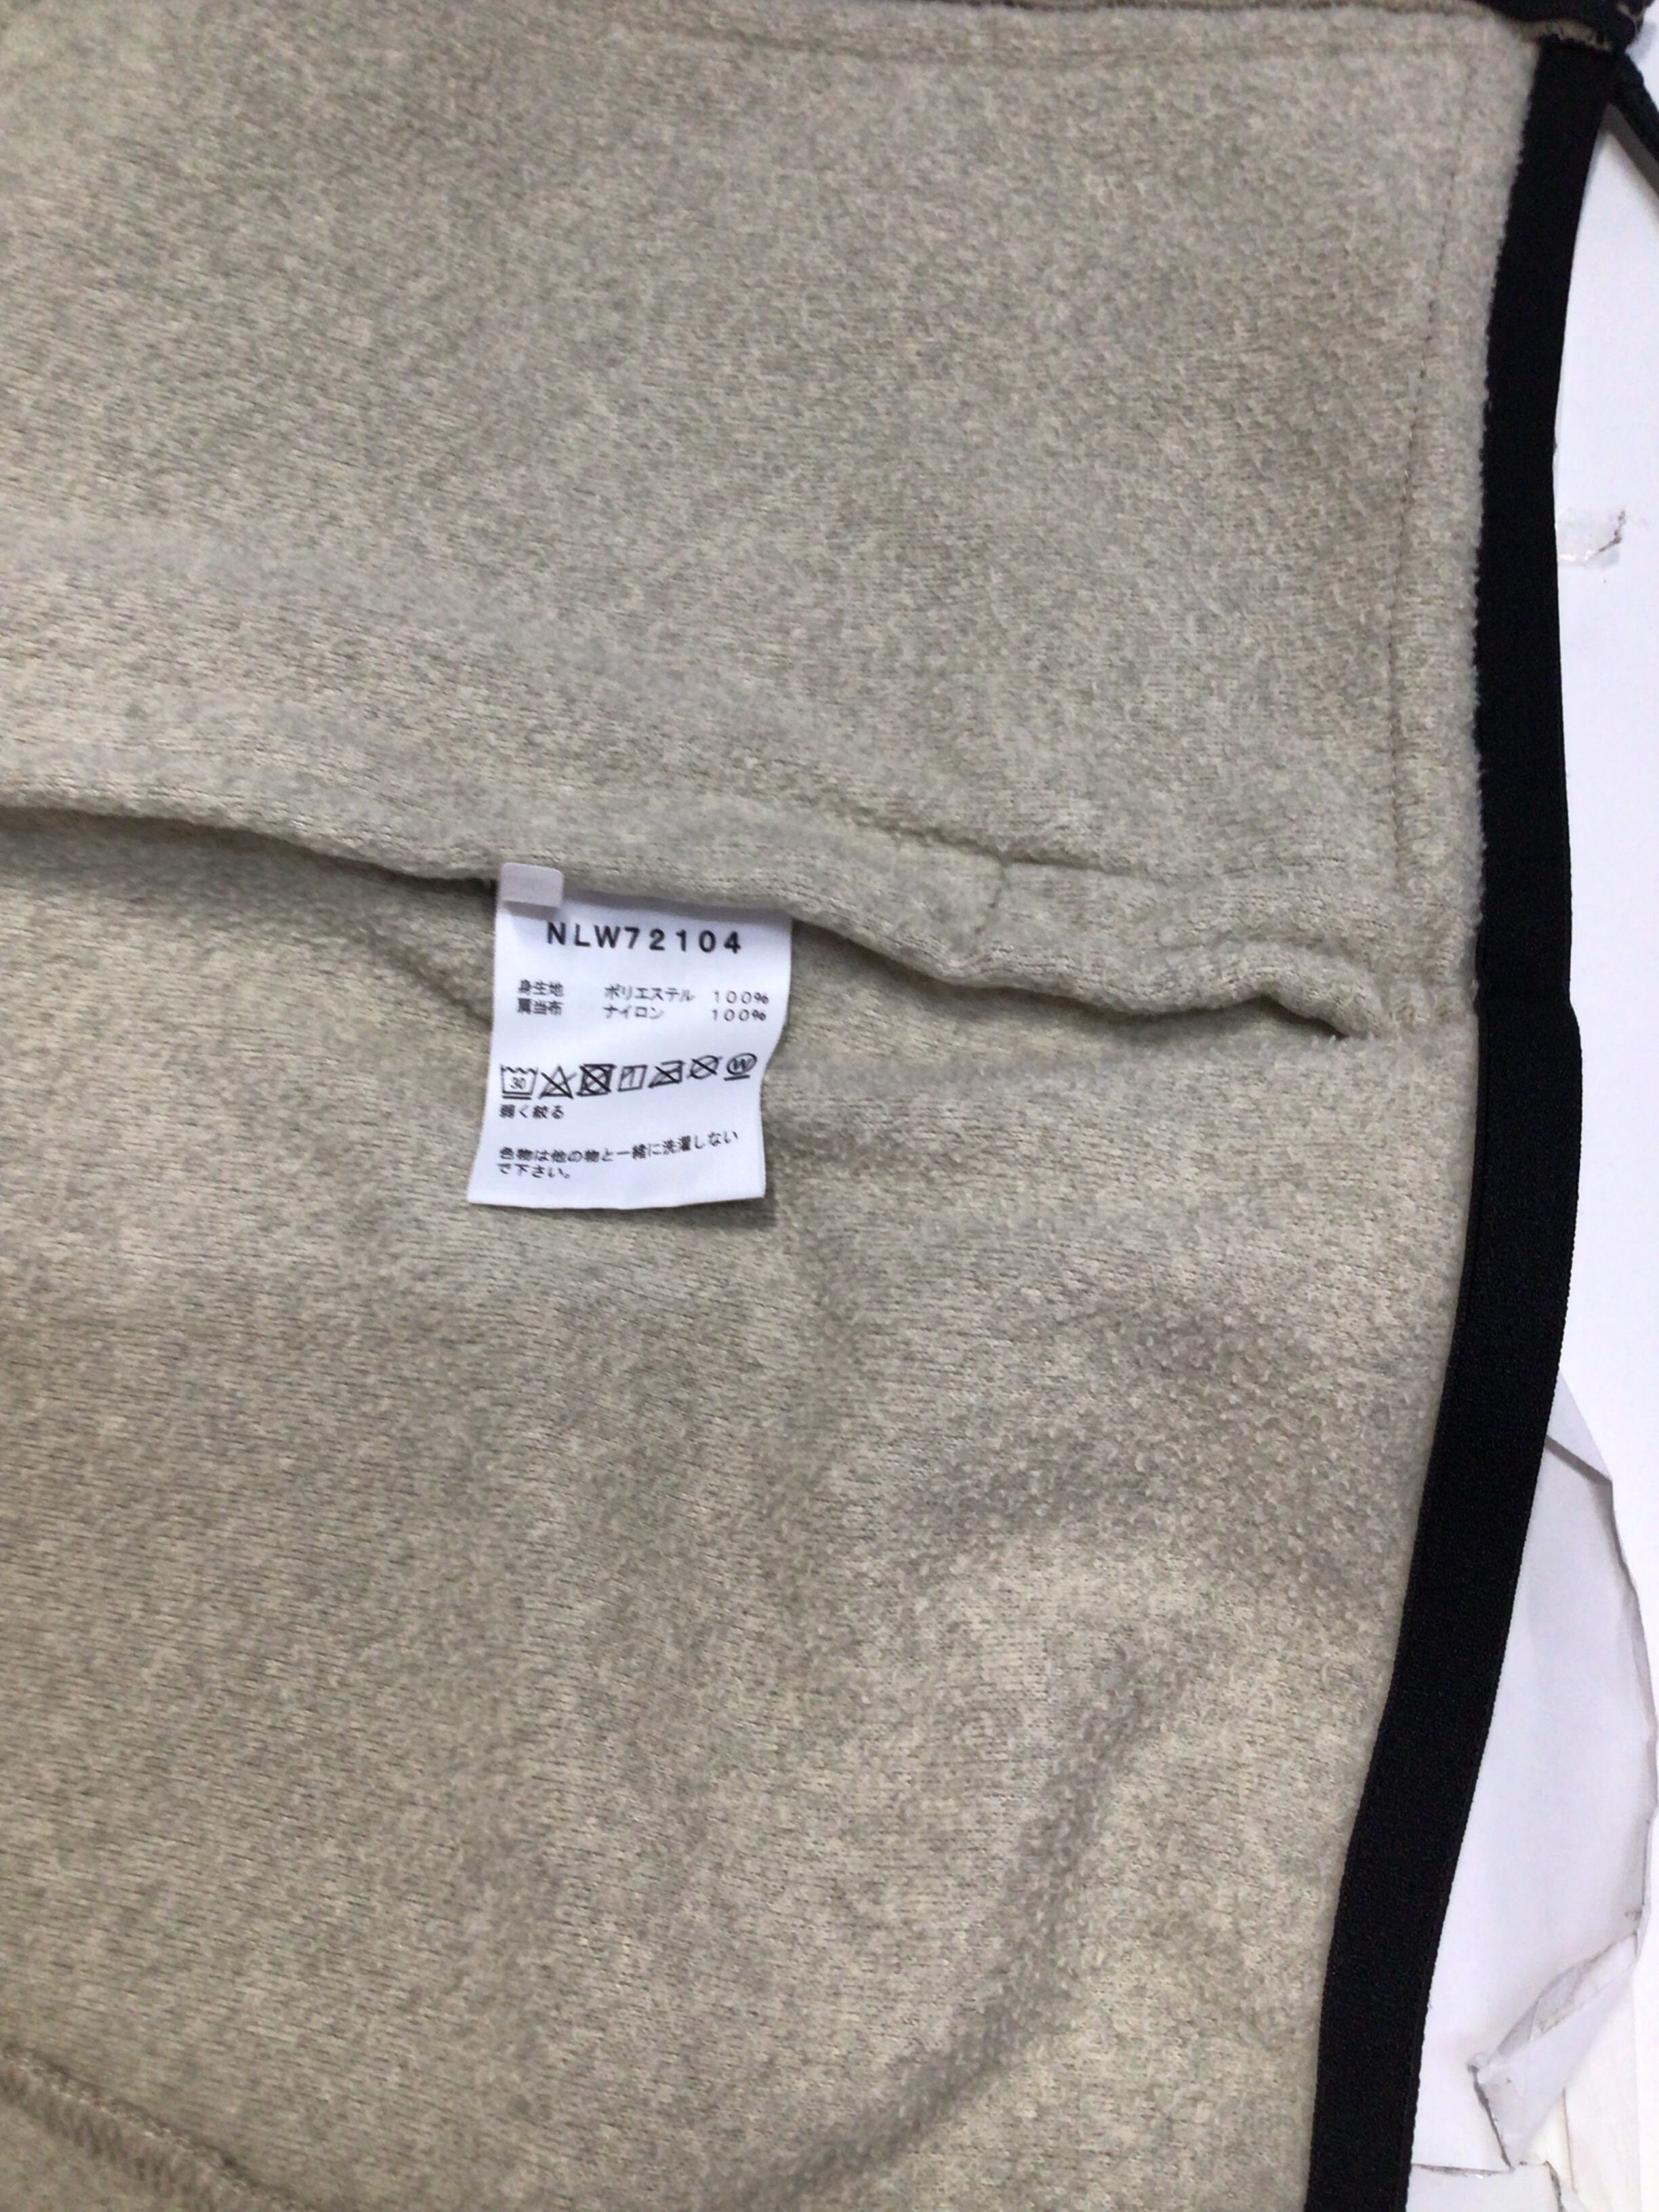 NLW72104
身生地 ポリエステル 100%
肩当布 ナイロン 100%
30 W
弱く絞る
色物は他の物と一緒に洗濯しない
で下さい。